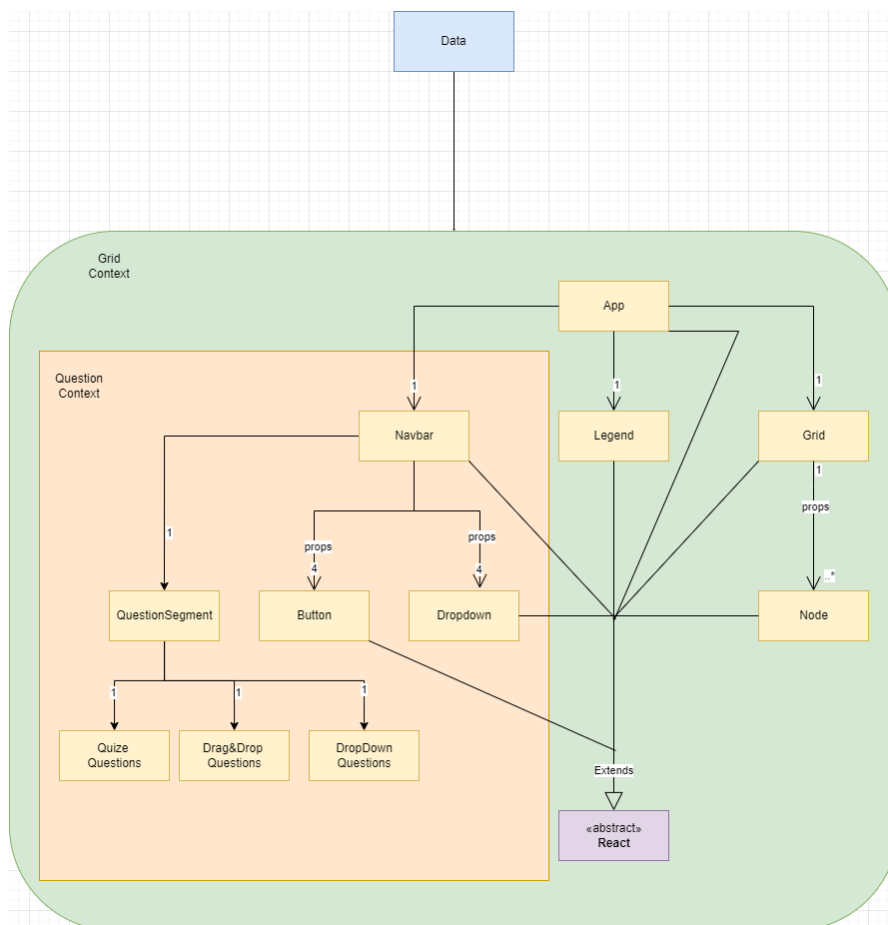 Data
Grid
Context
App
Question
Context
1
1
1
Navbar
Legend
Grid
1
props
1
props
props
4
4
..*
QuestionSegment
Button
Dropdown
Node
1
1
1
Quize
Questions
Drag&Drop
Questions
DropDown
Questions
Extends
«abstract»
React